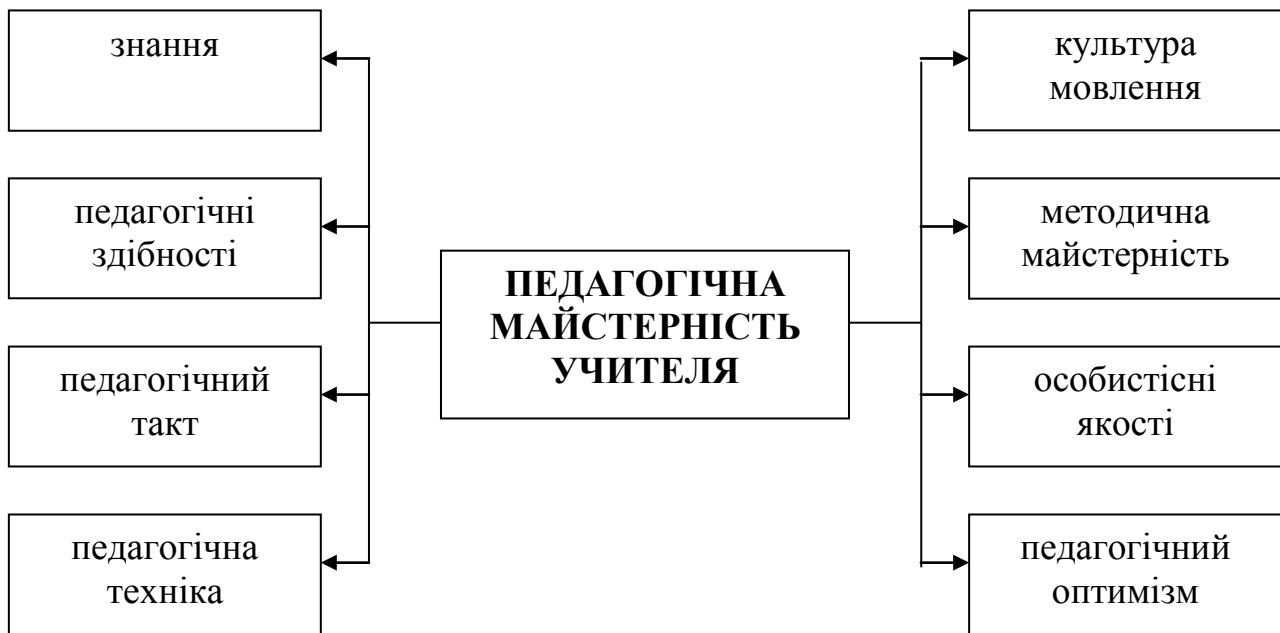 знання
педагогічні
здібності
педагогічний
такт
педагогічна
техніка
ПЕДАГОГІЧНА
МАЙСТЕРНІСТЬ
УЧИТЕЛЯ
культура
мовлення
методична
майстерність
особистісні
якості
педагогічний
оптимізм